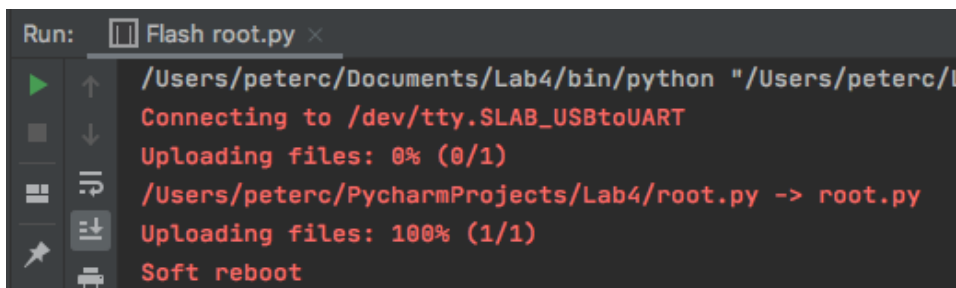 Run: Flash root.py ×
/Users/peterc/Documents/Lab4/bin/python "/Users/peterc/
Connecting to /dev/tty.SLAB_USBtoUART
Uploading files: 0% (0/1)
/Users/peterc/PycharmProjects/Lab4/root.py -> root.py
Uploading files: 100% (1/1)
Soft reboot